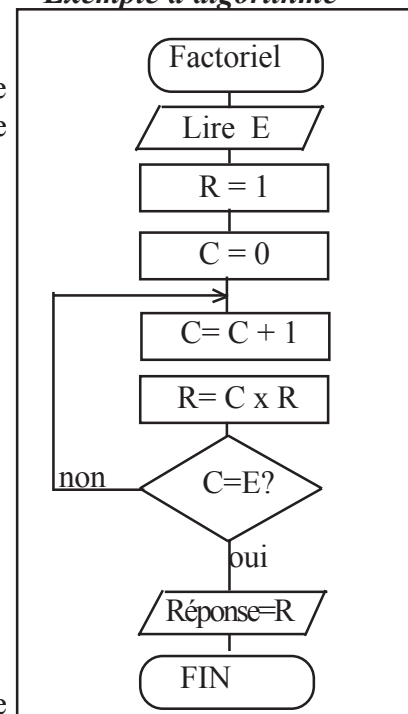 Exemple d'algorithme
Factoriel
e
e
Lire E
R = 1
C = 0
C= C + 1
R= C x R
non
C=E?
oui
Réponse=R
FIN
e